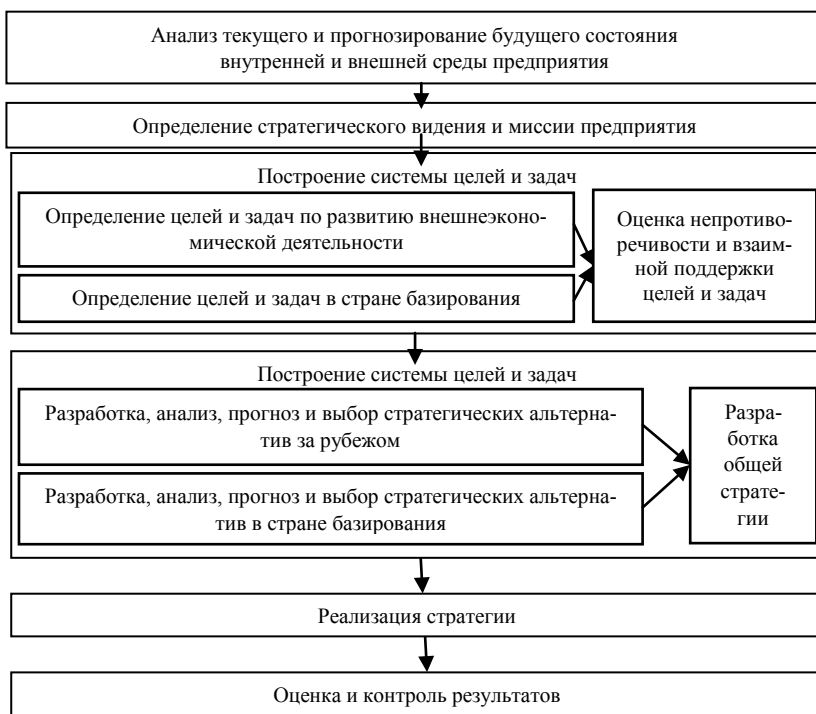 Анализ текущего и прогнозирование будущего состояния
внутренней и внешней среды предприятия
Определение стратегического видения и миссии предприятия
Построение системы целей и задач
Определение целей и задач по развитию внешнеэконо-
мической деятельности
Определение целей и задач в стране базирования
Оценка непротиво-
речивости и взаим-
ной поддержки
целей и задач
Построение системы целей и задач
Разработка, анализ, прогноз и выбор стратегических альтерна-
тив за рубежом
Разработка, анализ, прогноз и выбор стратегических альтерна-
тив в стране базирования
Разра-
ботка
общей
страте-
гии
Реализация стратегии
Оценка и контроль результатов